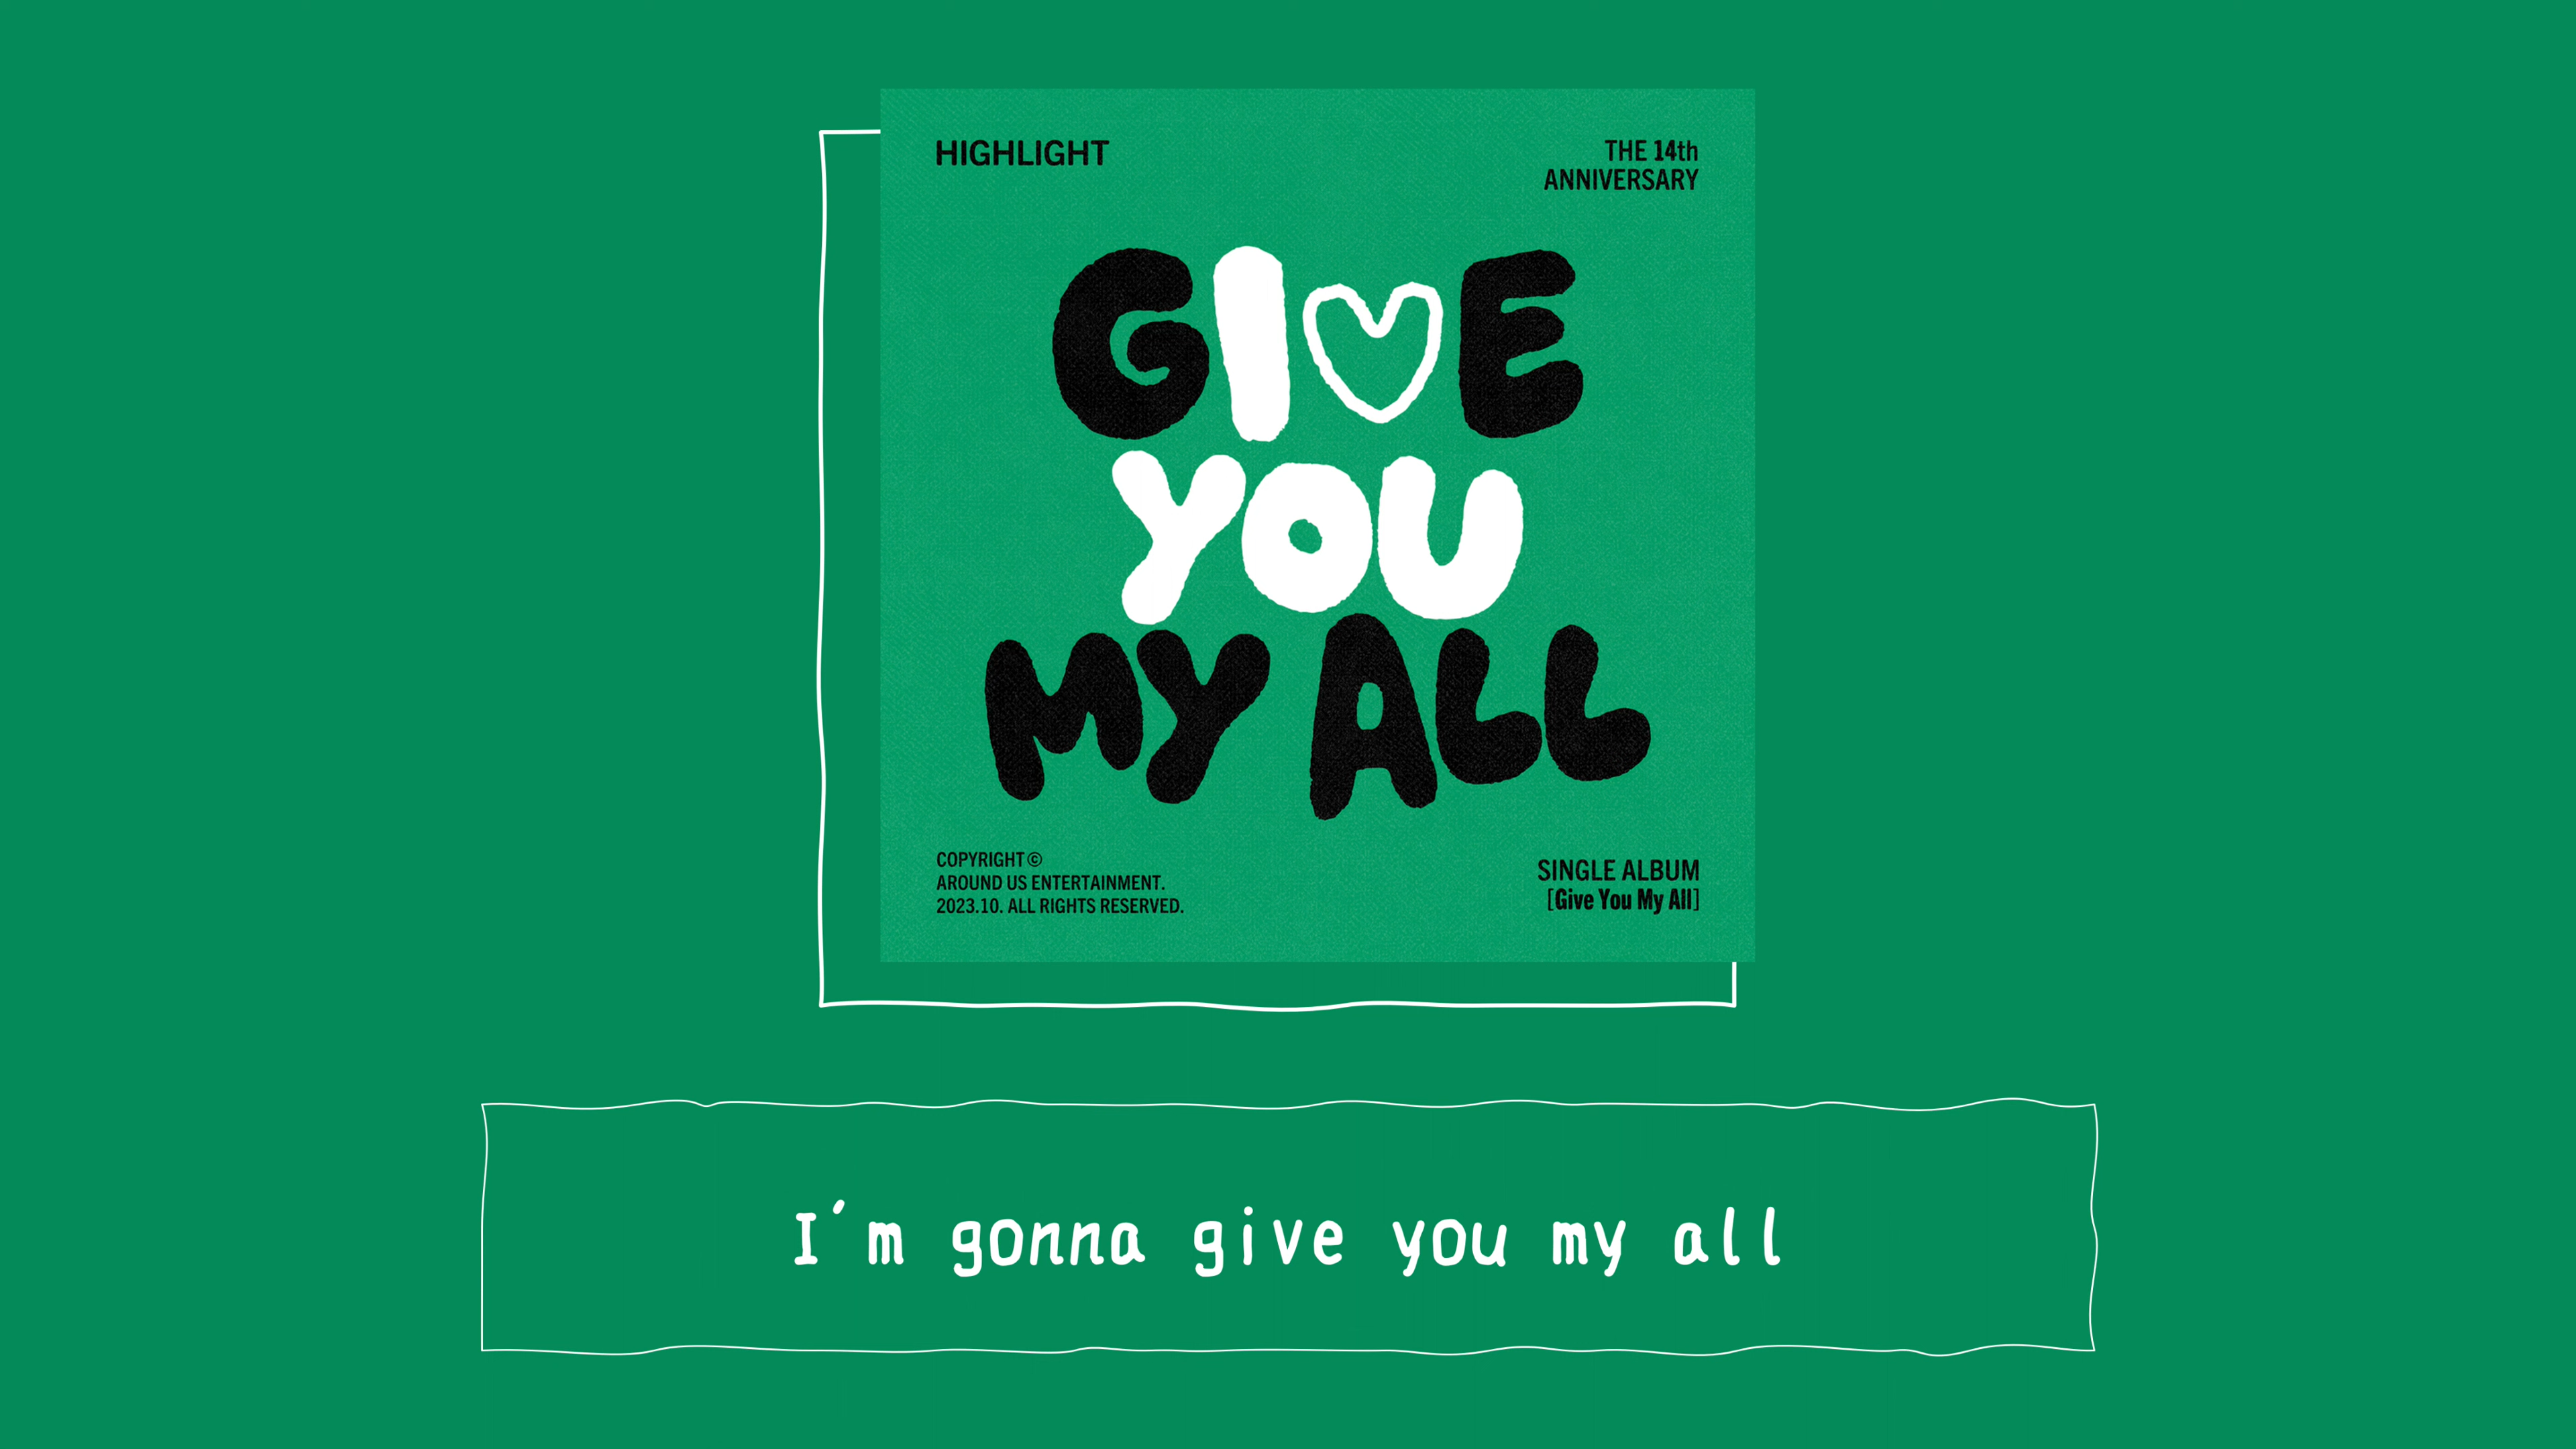 HIGHLIGHT
THE 14th
ANNIVERSARY
GI♡E
YOU
MY ALL
COPYRIGHT ©
AROUND US ENTERTAINMENT.
2023.10. ALL RIGHTS RESERVED.
SINGLE ALBUM
[Give You My All]
I'm gonna give you my all